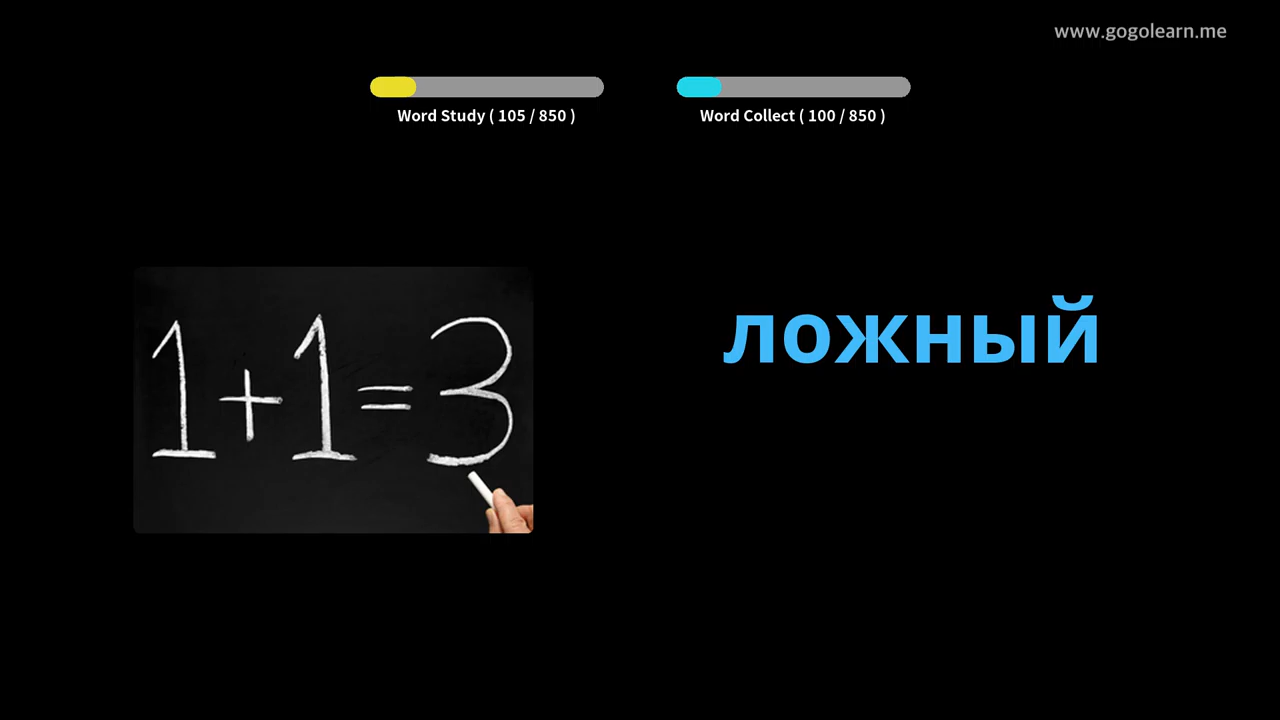 www.gogolearn.me
Word Study ( 105 / 850 )
Word Collect ( 100 / 850 )
1+1=3
ложный